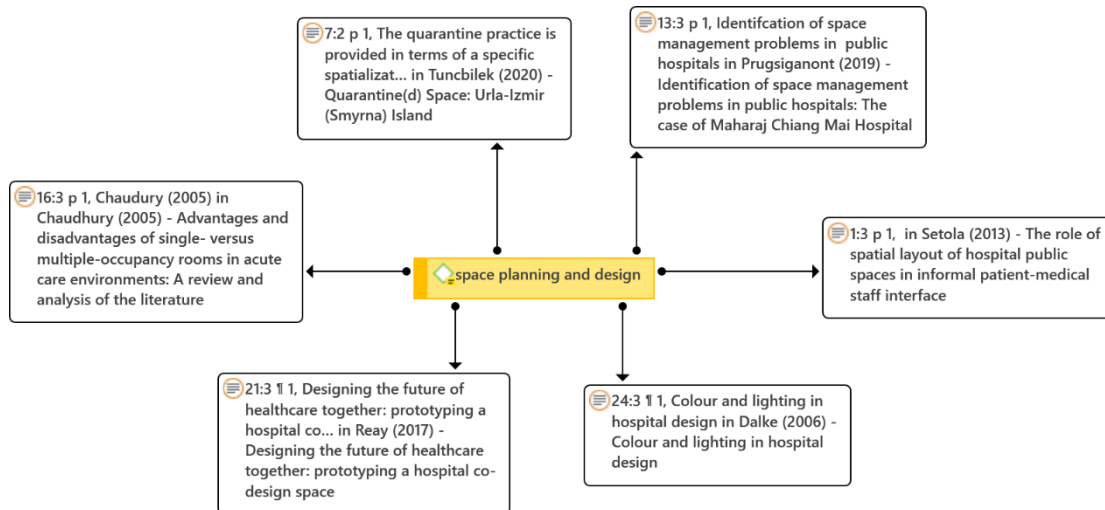 7:2 p 1, The quarantine practice is
provided in terms of a specific
spatializat... in Tuncbilek (2020) -
Quarantine(d) Space: Urla-Izmir
(Smyrna) Island
13:3 p 1, Identifcation of space
management problems in public
hospitals in Prugsiganont (2019) -
Identification of space management
problems in public hospitals: The
case of Maharaj Chiang Mai Hospital
16:3 p 1, Chaudury (2005) in
Chaudhury (2005) - Advantages and
disadvantages of single- versus
multiple-occupancy rooms in acute
care environments: A review and
analysis of the literature
space planning and design
1:3 p 1, in Setola (2013) - The role of
spatial layout of hospital public
spaces in informal patient-medical
staff interface
21:3 ¶ 1, Designing the future of
healthcare together: prototyping a
hospital co... in Reay (2017) -
Designing the future of healthcare
together: prototyping a hospital co-
design space
24:3 ¶ 1, Colour and lighting in
hospital design in Dalke (2006) -
Colour and lighting in hospital
design